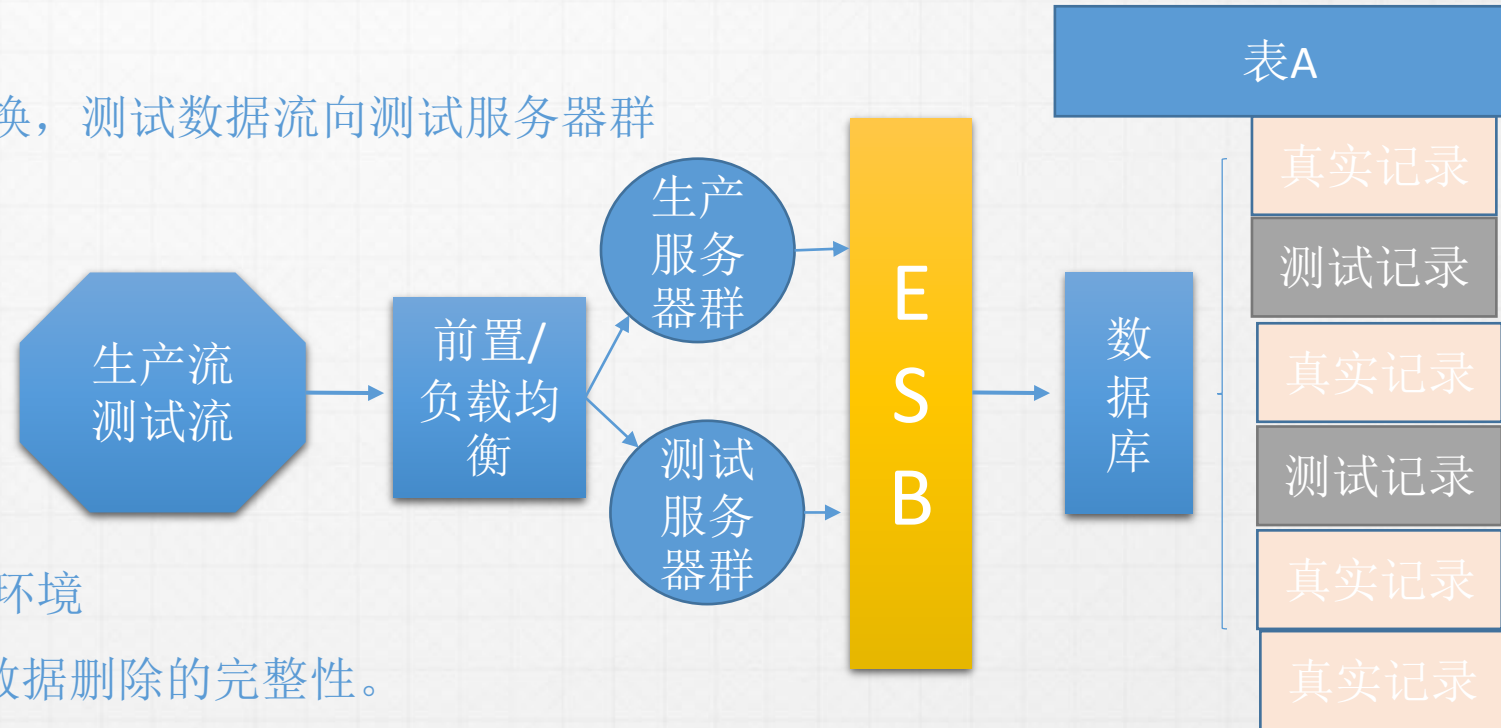 表A
换，测试数据流向测试服务器群
真实记录
测试记录
真实记录
测试记录
真实记录
真实记录
生产流
测试流
前置/
负载均
衡
生产
服务
器群
测试
服务
器群
E
S
B
数
据
库
环境
数据删除的完整性。